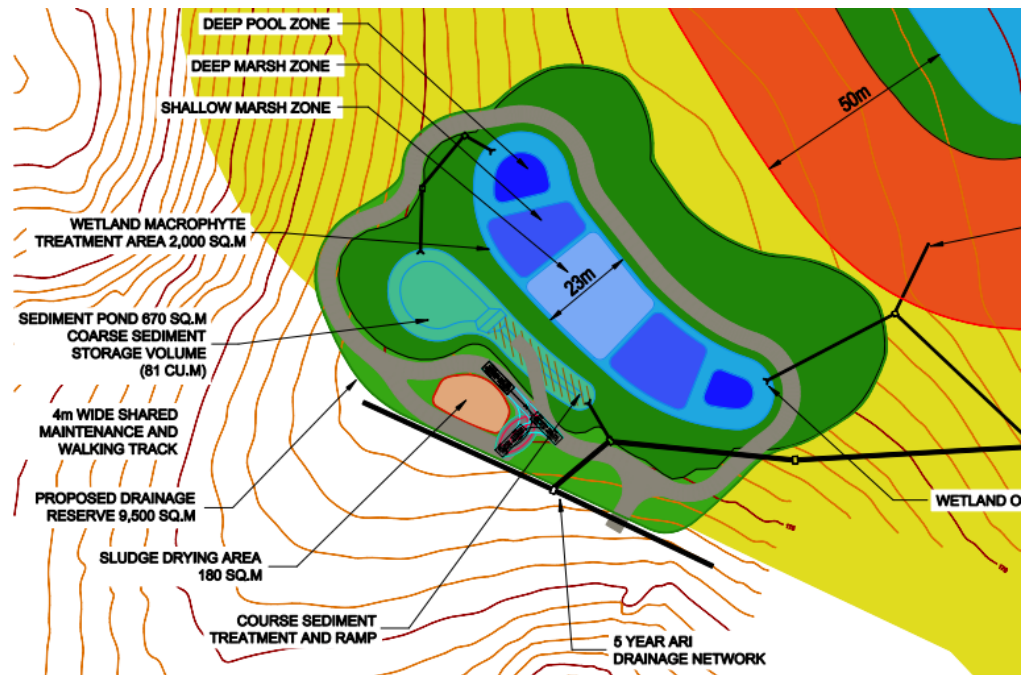 DEEP POOL ZONE
DEEP MARSH ZONE
SHALLOW MARSH ZONE
50m
WETLAND MACROPHYTE
TREATMENT AREA 2,000 SQ.M
23m
SEDIMENT POND 670 SQ.M
COARSE SEDIMENT
STORAGE VOLUME
(81 CU.M)
4m WIDE SHARED
MAINTENANCE AND
WALKING TRACK
PROPOSED DRAINAGE
RESERVE 9,500 SQ.M
WETLAND O
SLUDGE DRYING AREA
180 SQ.M
COURSE SEDIMENT
TREATMENT AND RAMP
5 YEAR ARI
DRAINAGE NETWORK